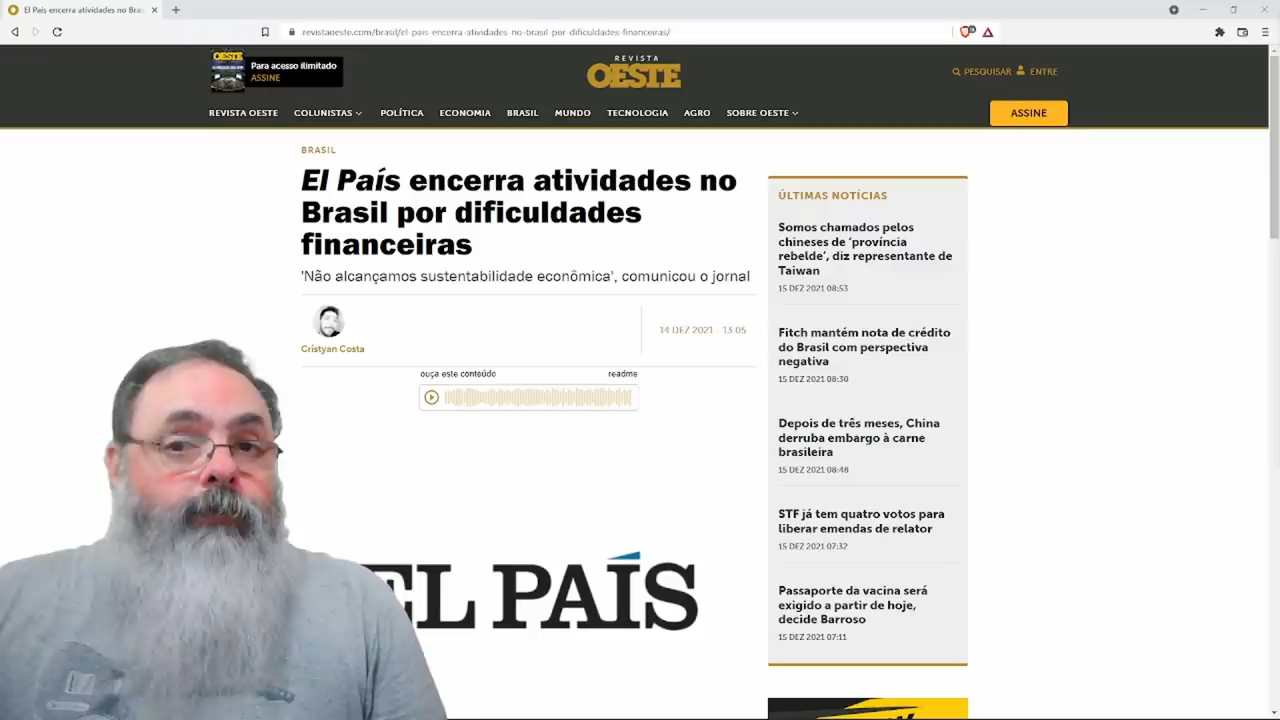 El País encerra atividades no Bras
revistaoeste.com/brasil/el-pais-encerra-atividades-no-brasil-por-dificuldades-financeiras/
OESTE
Para acesso ilimitado
ASSINE
REVISTA
OESTE
PESQUISAR
ENTRE
REVISTA OESTE
COLUNISTAS
POLÍTICA
ECONOMIA
BRASIL
MUNDO
TECNOLOGIA
AGRO
SOBRE OESTE
ASSINE
BRASIL
El País encerra atividades no
Brasil por dificuldades
financeiras
'Não alcançamos sustentabilidade econômica', comunicou o jornal
Cristyan Costa
14 DEZ 2021 - 13:05
ouça este conteúdo
readme
EL PAÍS
ÚLTIMAS NOTÍCIAS
Somos chamados pelos
chineses de ‘província
rebelde’, diz representante de
Taiwan
15 DEZ 2021 08:53
Fitch mantém nota de crédito
do Brasil com perspectiva
negativa
15 DEZ 2021 08:30
Depois de três meses, China
derruba embargo à carne
brasileira
15 DEZ 2021 08:48
STF já tem quatro votos para
liberar emendas de relator
15 DEZ 2021 07:32
Passaporte da vacina será
exigido a partir de hoje,
decide Barroso
15 DEZ 2021 07:11